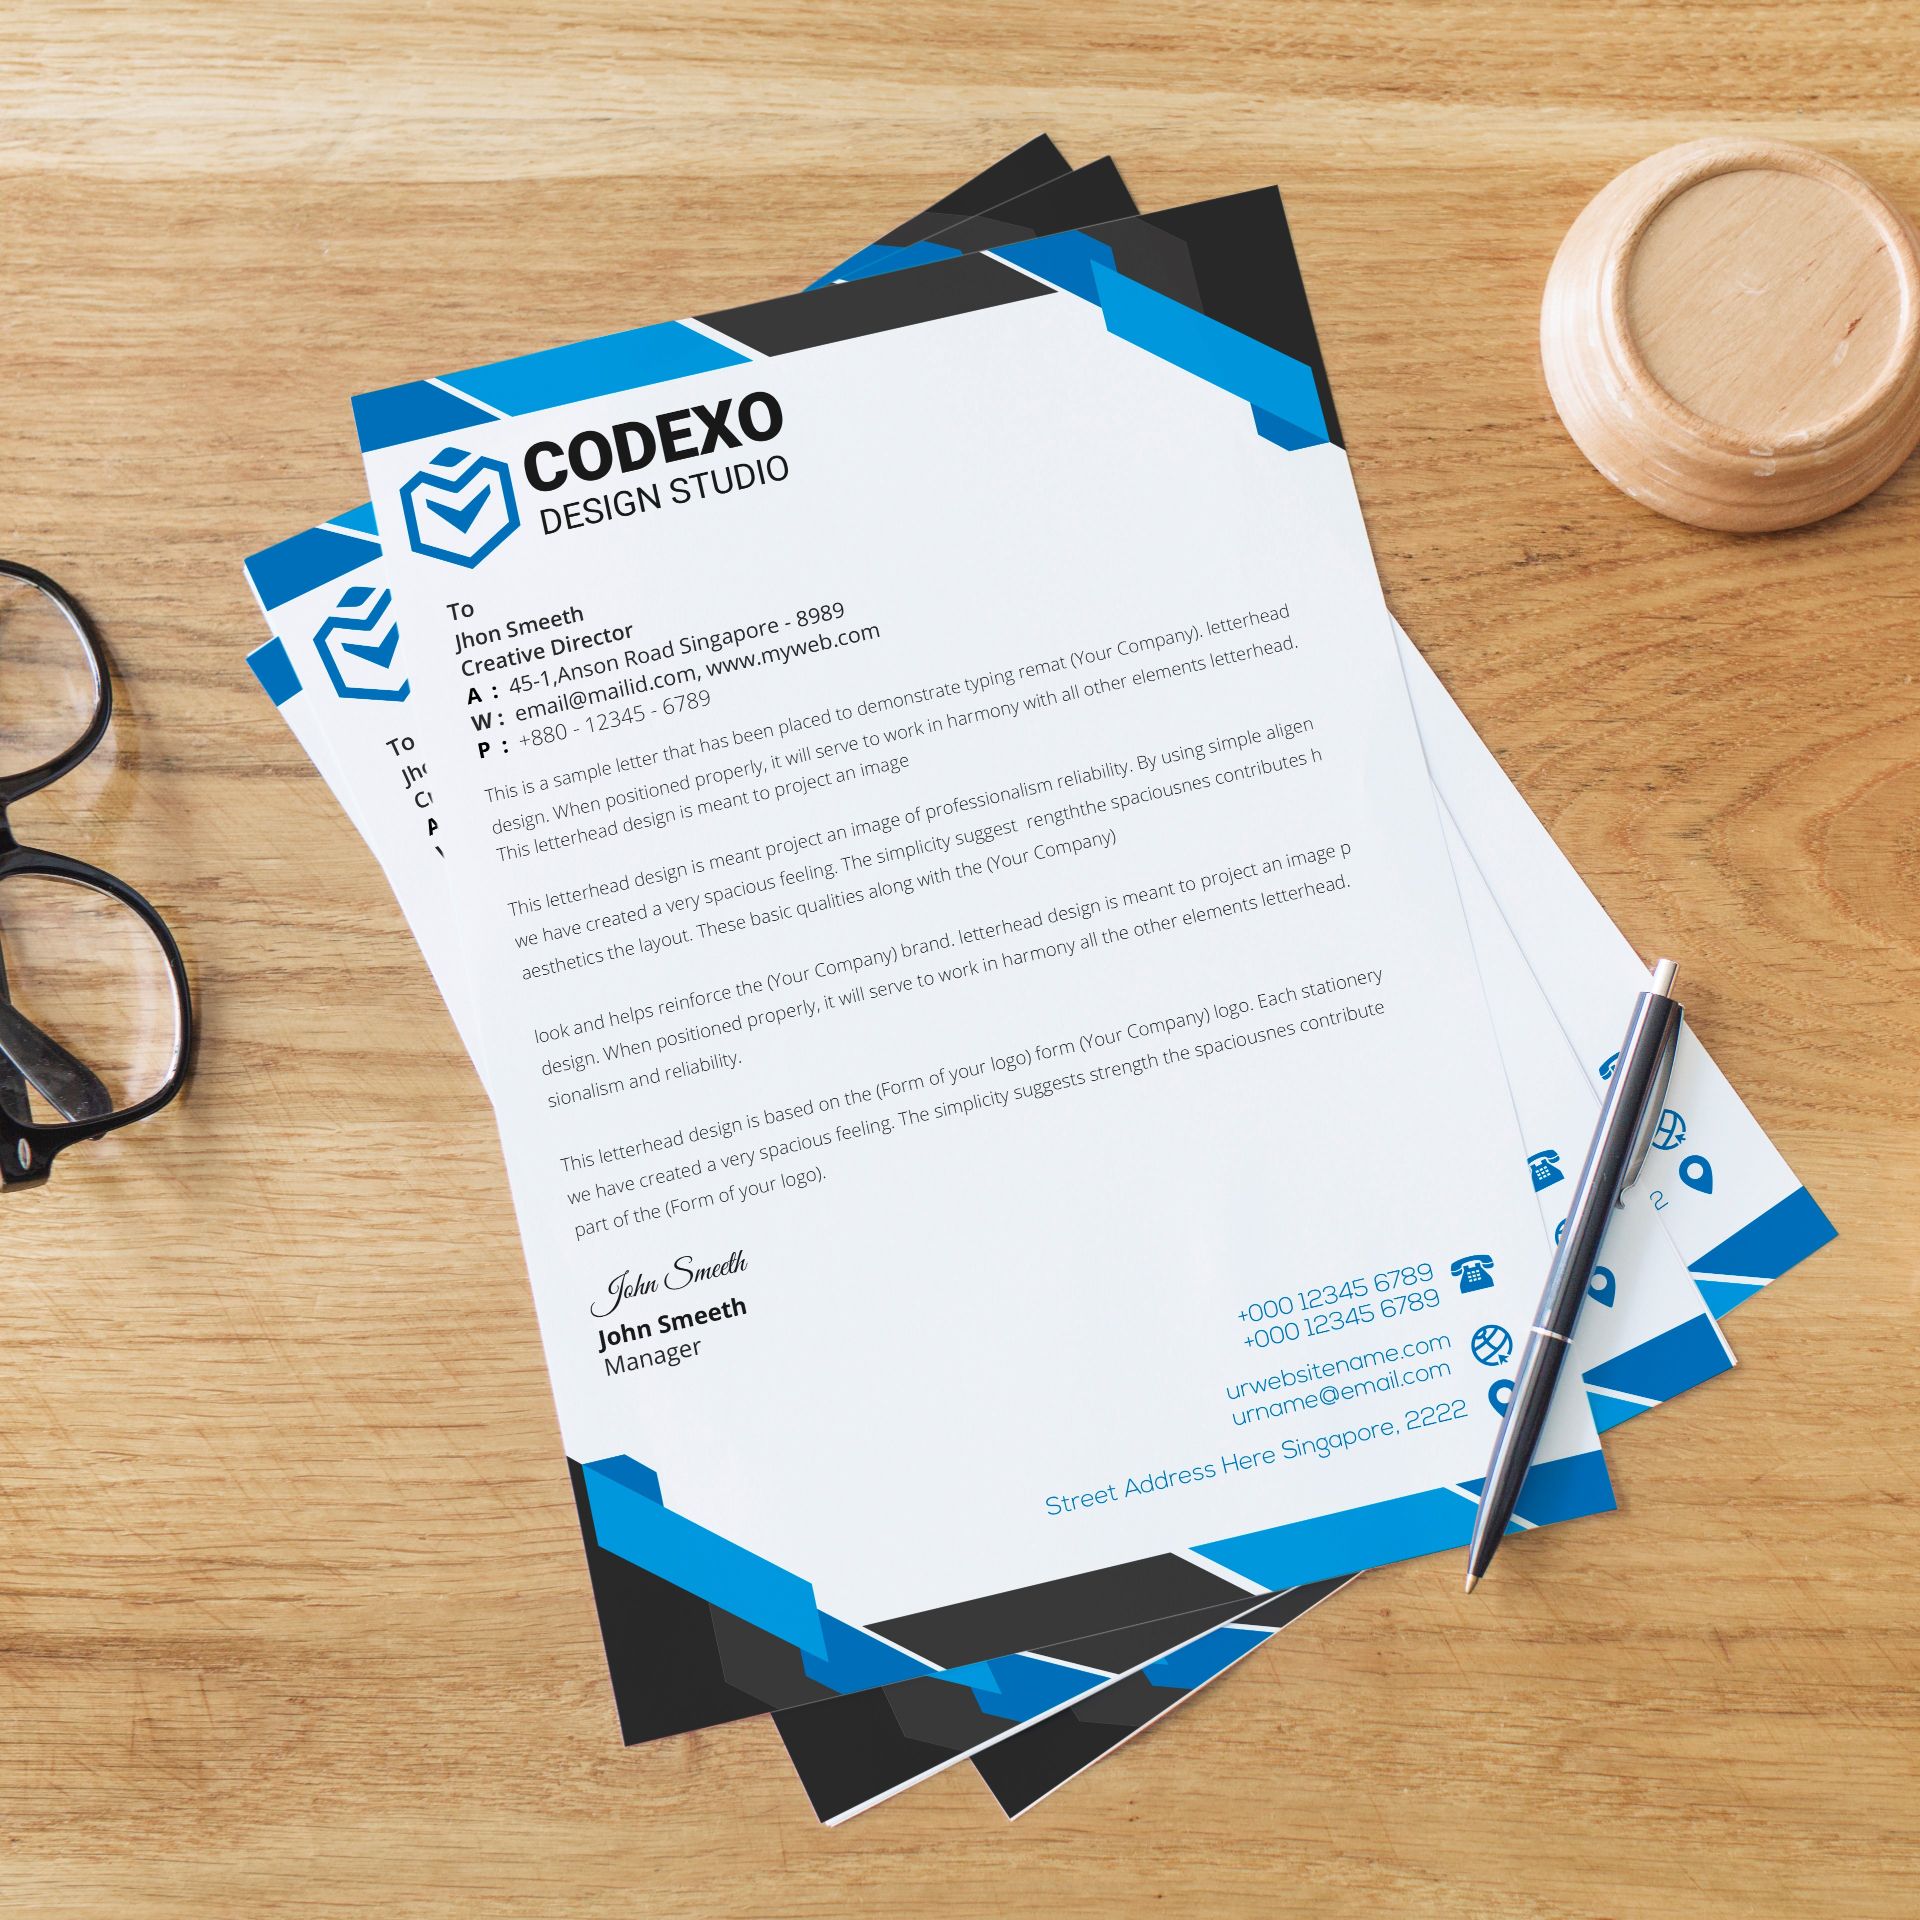 CODEXO
DESIGN STUDIO
To
Jhon Smeeth
Creative Director
A : 45-1,Anson Road Singapore - 8989
W : email@mailid.com, www.myweb.com
P : +880 - 12345 - 6789
This is a sample letter that has been placed to demonstrate typing remat (Your Company). letterhead
design. When positioned properly, it will serve to work in harmony with all other elements letterhead.
This letterhead design is meant to project an image
This letterhead design is meant project an image of professionalism reliability. By using simple aligen
we have created a very spacious feeling. The simplicity suggest rengththe spaciousnes contributes h
aesthetics the layout. These basic qualities along with the (Your Company)
look and helps reinforce the (Your Company) brand. letterhead design is meant to project an image p
design. When positioned properly, it will serve to work in harmony all the other elements letterhead.
sionalism and reliability.
This letterhead design is based on the (Form of your logo) form (Your Company) logo. Each stationery
we have created a very spacious feeling. The simplicity suggests strength the spaciousnes contribute
part of the (Form of your logo).
John Smeeth
John Smeeth
Manager
+000 12345 6789
+000 12345 6789
urwebsitename.com
urname@email.com
Street Address Here Singapore, 2222
To
Jh
C
A
2